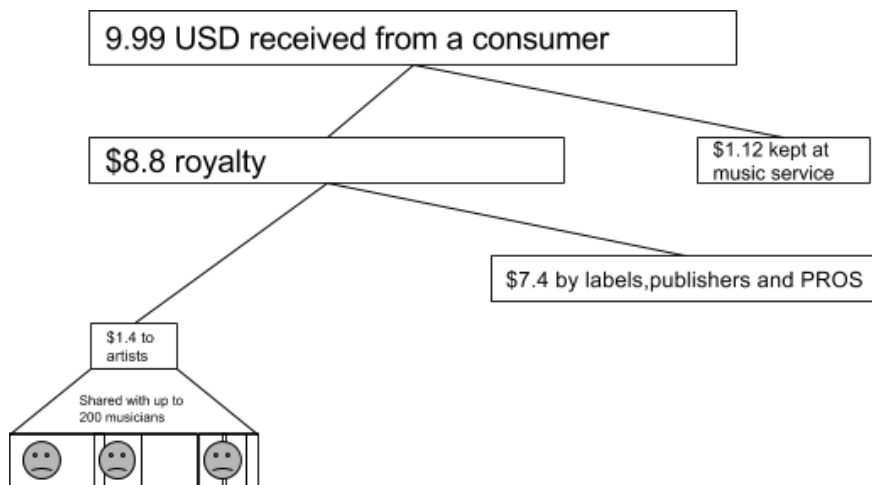 9.99 USD received from a consumer
$8.8 royalty
$1.12 kept at
music service
$7.4 by labels,publishers and PROS
$1.4 to
artists
Shared with up to
200 musicians